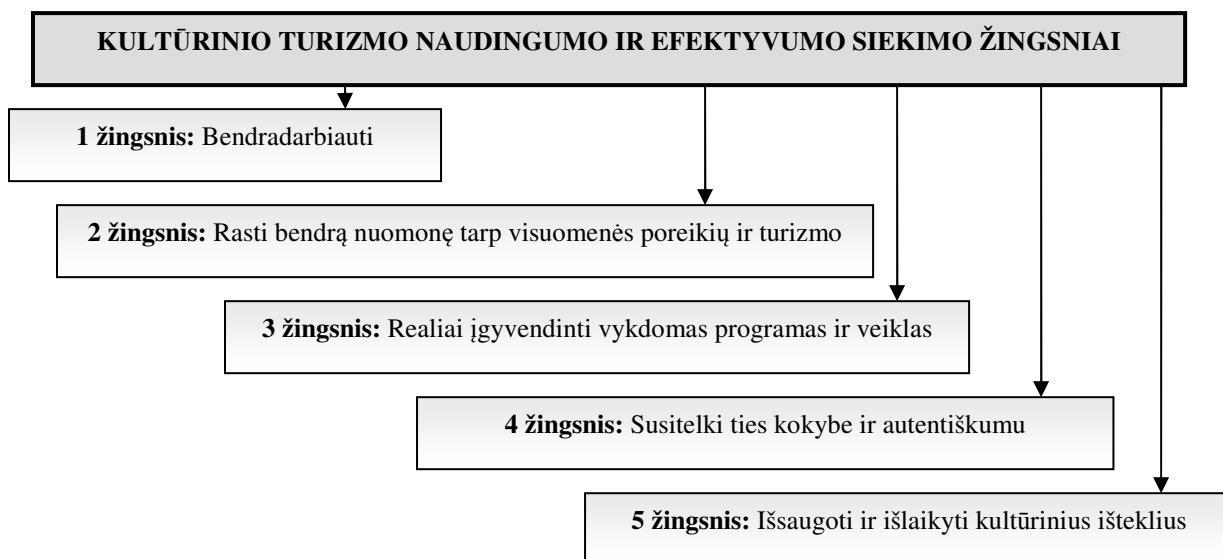 KULTŪRINIO TURIZMO NAUDINGUMO IR EFEKTYVUMO SIEKIMO ŽINGSNIAI
1 žingsnis: Bendradarbiauti
2 žingsnis: Rasti bendrą nuomonę tarp visuomenės poreikių ir turizmo
3 žingsnis: Realiai įgyvendinti vykdomas programas ir veiklas
4 žingsnis: Susitelki ties kokybe ir autentiškumu
5 žingsnis: Išsaugoti ir išlaikyti kultūrinius išteklius